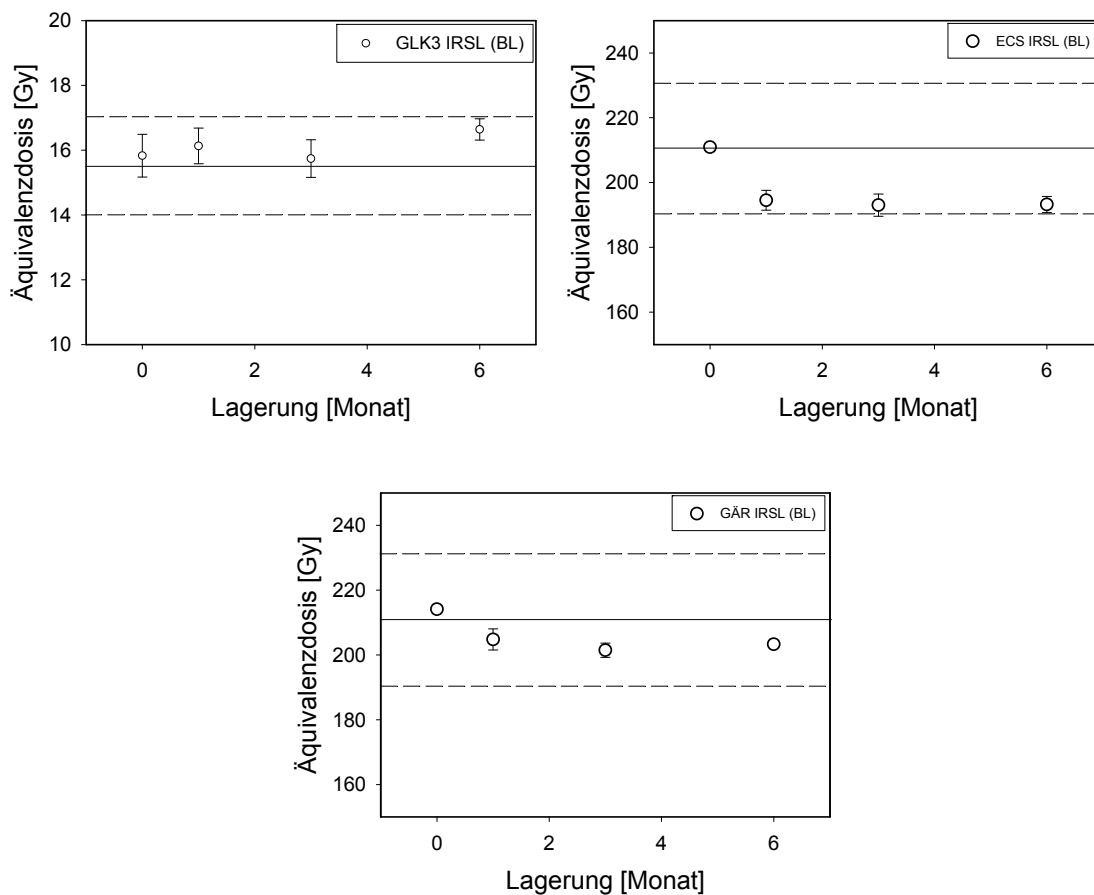 GLK3 IRSL (BL)
Äquivalenzdosis [Gy]
20
18
16
14
12
10
0 2 4 6
Lagerung [Monat]
ECS IRSL (BL)
Äquivalenzdosis [Gy]
240
220
200
180
160
0 2 4 6
Lagerung [Monat]
GÄR IRSL (BL)
Äquivalenzdosis [Gy]
240
220
200
180
160
0 2 4 6
Lagerung [Monat]